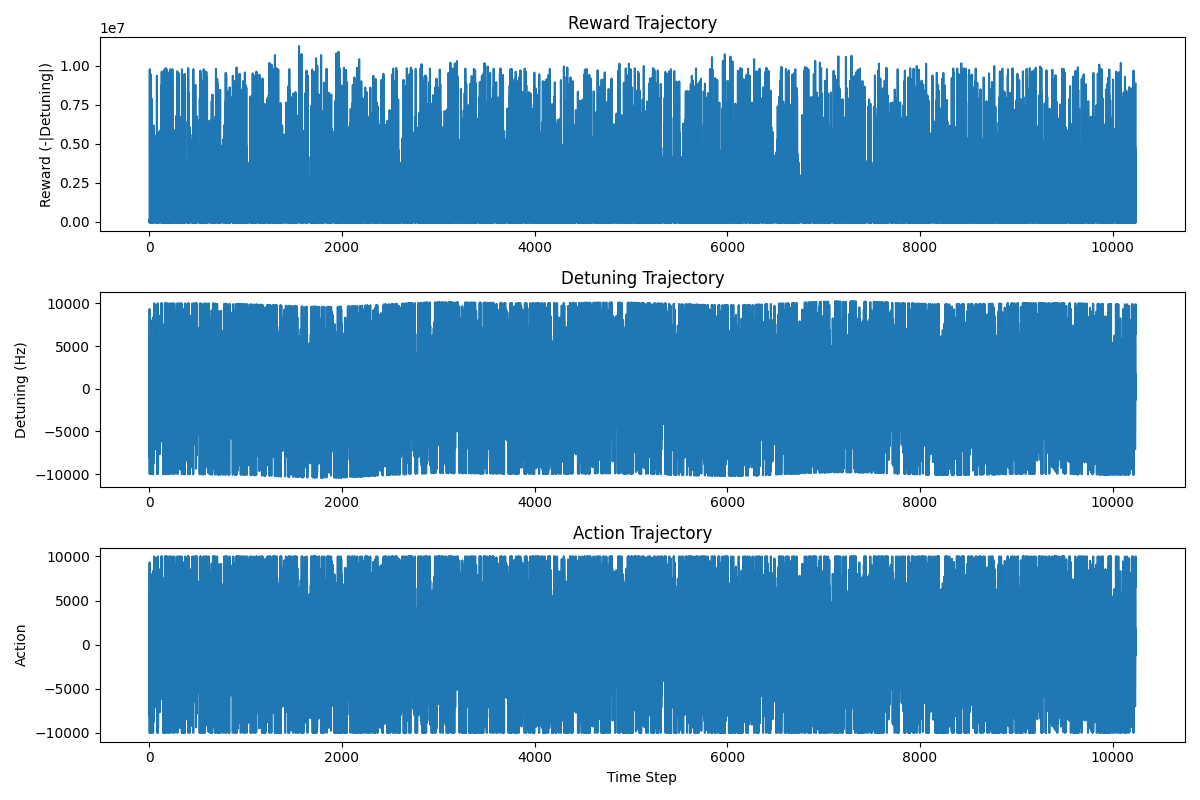 Reward Trajectory
1e7
Reward (-|Detuning|)
1.00
0.75
0.50
0.25
0.00
0 2000 4000 6000 8000 10000
Detuning Trajectory
Detuning (Hz)
10000
5000
0
−5000
−10000
0 2000 4000 6000 8000 10000
Action Trajectory
Action
10000
5000
0
−5000
−10000
0 2000 4000 6000 8000 10000
Time Step